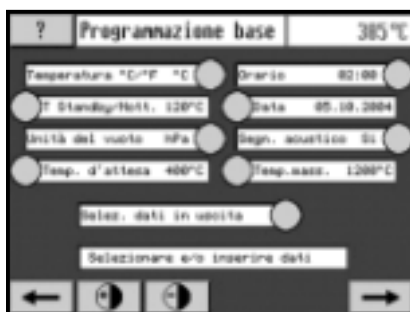 ? Programmazione base 385 °C
Temperatura °C/°F °C Orario 02:00
T Standby/Nott. 120°C Data 05.10.2004
Unità del vuoto hPa Segn. acustico Si
Temp. d'attesa 400°C Temp.mass. 1200°C
Selez. dati in uscita
Selezionare e/o inserire dati